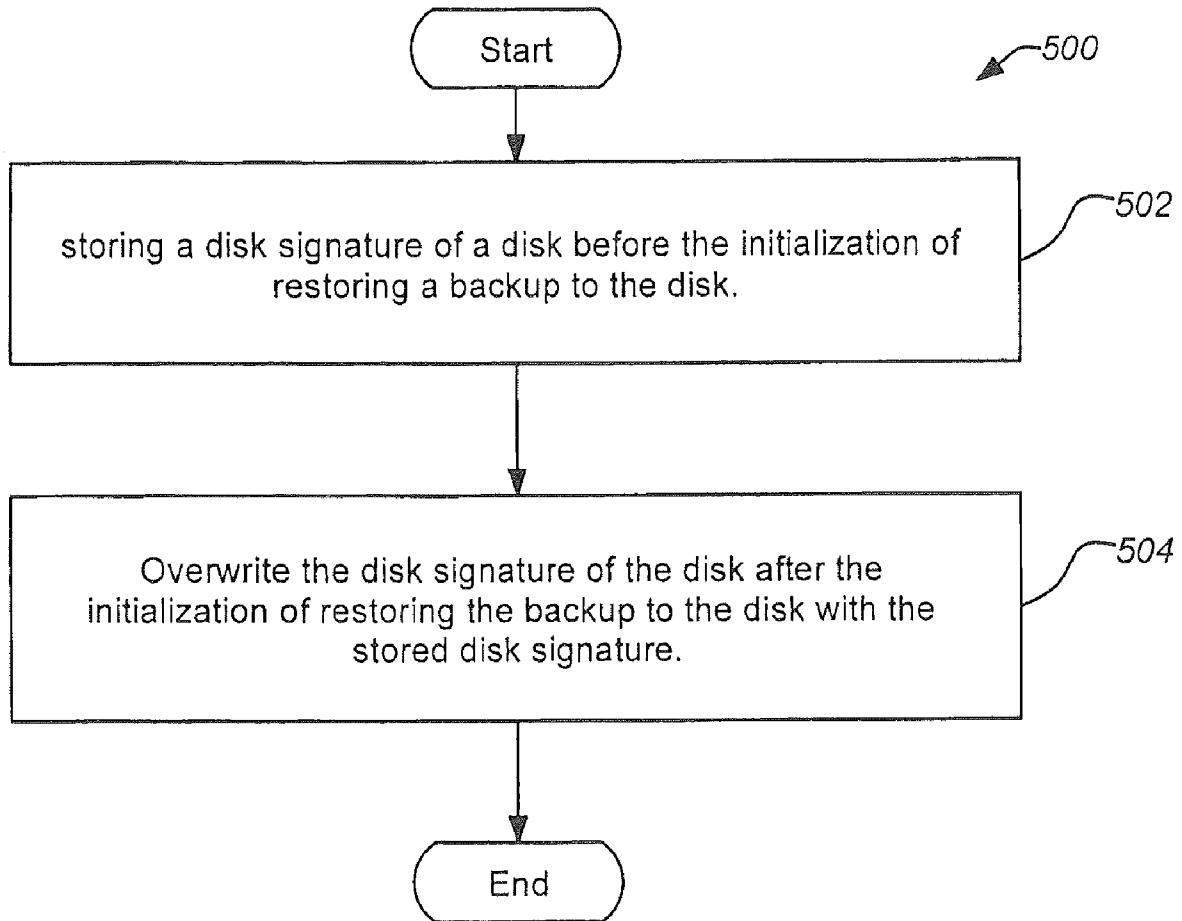 Start
500
storing a disk signature of a disk before the initialization of
restoring a backup to the disk.
502
Overwrite the disk signature of the disk after the
initialization of restoring the backup to the disk with the
stored disk signature.
504
End